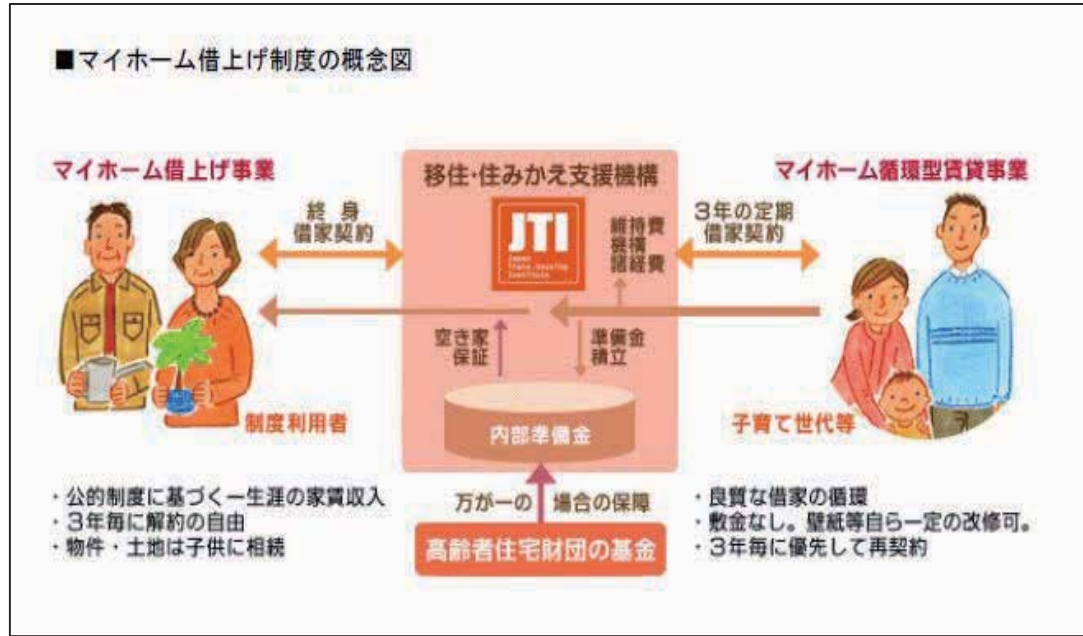 ■マイホーム借上げ制度の概念図
マイホーム借上げ事業
終身
借家契約
制度利用者
・公的制度に基づく一生涯の家賃収入
・3年毎に解約の自由
・物件・土地は子供に相続
移住・住みかえ支援機構
JTI
Japan
Trans-housing
Institute
維持費
機構
諸経費
空き家
保証
準備金
積立
内部準備金
万が一の 場合の保障
高齢者住宅財団の基金
マイホーム循環型賃貸事業
3年の定期
借家契約
子育て世代等
・良質な借家の循環
・敷金なし。壁紙等自ら一定の改修可。
・3年毎に優先して再契約